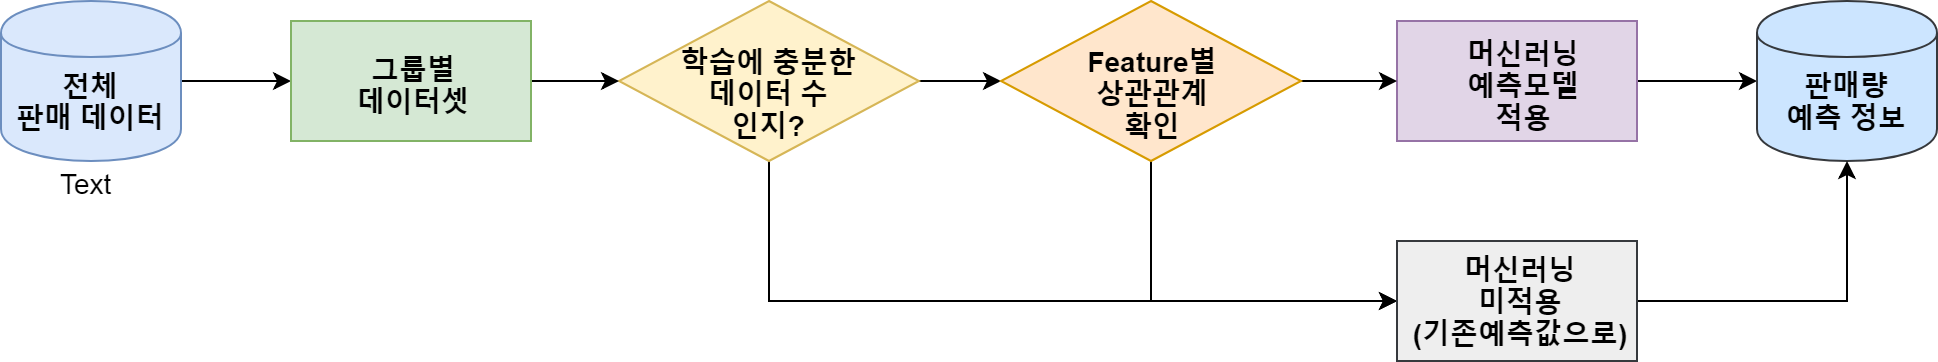 전체
판매 데이터
Text
그룹별
데이터셋
학습에 충분한
데이터 수
인지?
Feature별
상관관계
확인
머신러닝
예측모델
적용
판매량
예측 정보
머신러닝
미적용
(기존예측값으로)